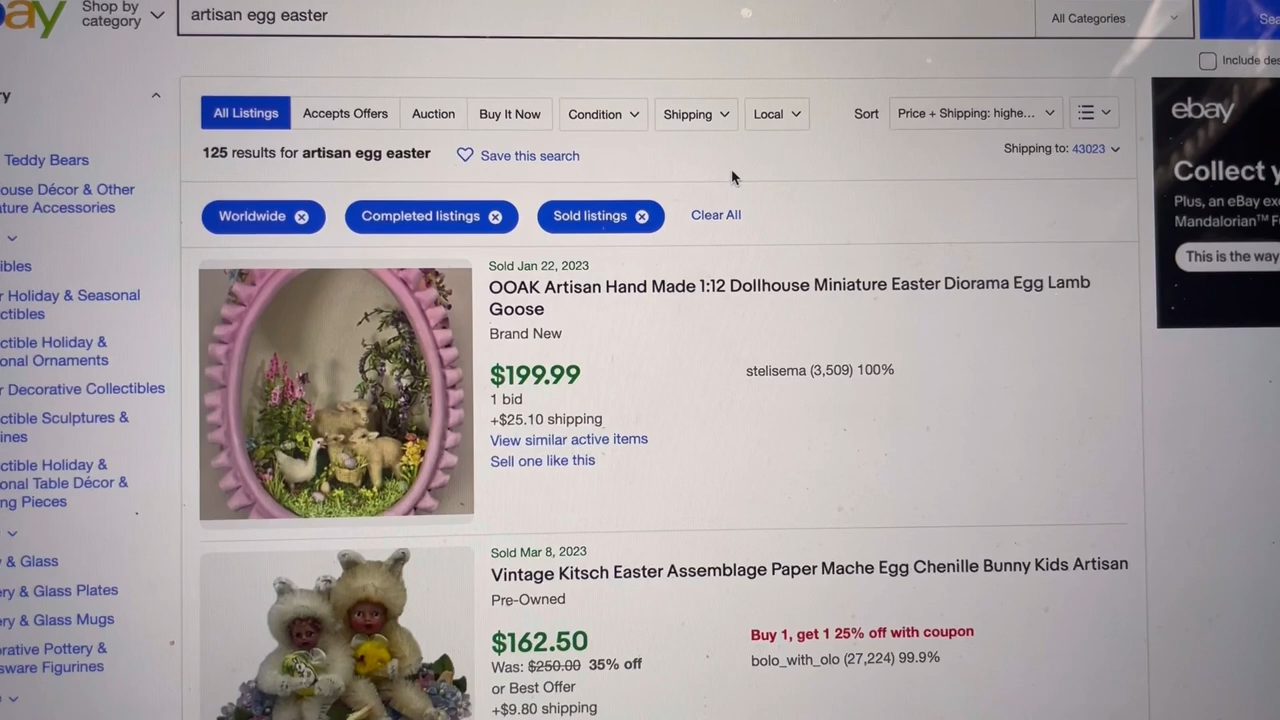 ay
Shop by
category
artisan egg easter
All Categories
Sea
Include des
ry
All Listings
Accepts Offers
Auction
Buy It Now
Condition
Shipping
Local
Sort
Price + Shipping: highe...
125 results for artisan egg easter
Save this search
Shipping to: 43023
Worldwide
Completed listings
Sold listings
Clear All
Teddy Bears
ouse Décor & Other
ture Accessories
ibles
r Holiday & Seasonal
ctibles
ctible Holiday &
onal Ornaments
r Decorative Collectibles
ctible Sculptures &
ines
ctible Holiday &
onal Table Décor &
ng Pieces
y & Glass
ery & Glass Plates
ery & Glass Mugs
orative Pottery &
sware Figurines
Sold Jan 22, 2023
OOAK Artisan Hand Made 1:12 Dollhouse Miniature Easter Diorama Egg Lamb
Goose
Brand New
$199.99
1 bid
+$25.10 shipping
View similar active items
Sell one like this
stelisema (3,509) 100%
Sold Mar 8, 2023
Vintage Kitsch Easter Assemblage Paper Mache Egg Chenille Bunny Kids Artisan
Pre-Owned
$162.50
Was: $250.00 35% off
or Best Offer
+$9.80 shipping
Buy 1, get 1 25% off with coupon
bolo_with_olo (27,224) 99.9%
ebay
Collect y
Plus, an eBay exc
Mandalorian™ F
This is the way